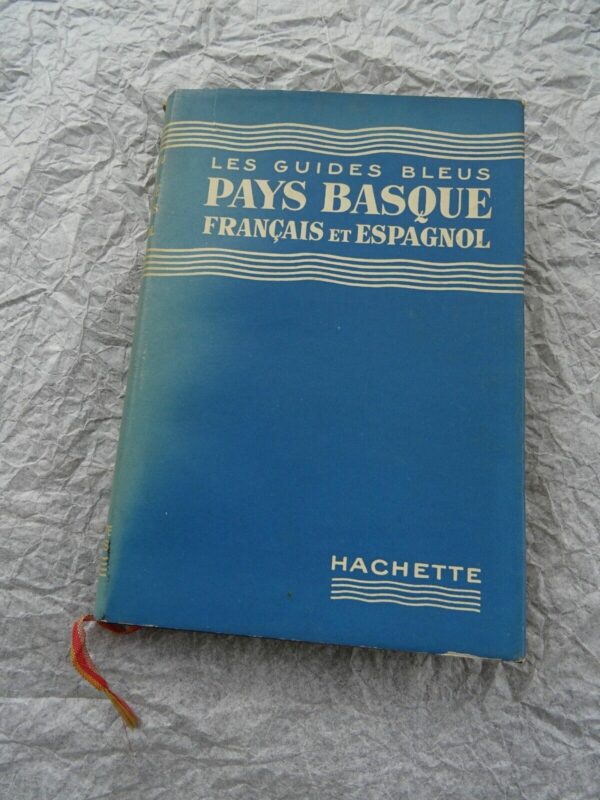 LES GUIDES BLEUS
PAYS BASQUE
FRANÇAIS ET ESPAGNOL
HACHETTE